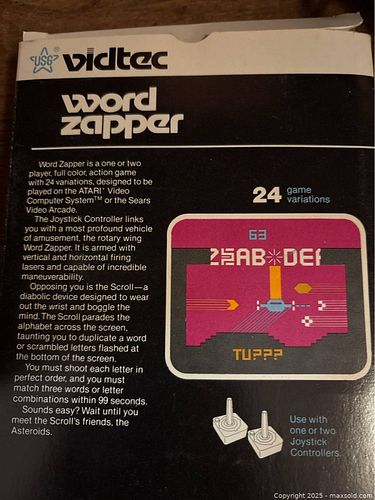 USG® vidtec
word
zapper
Word Zapper is a one or two
player, full color, action game
with 24 variations, designed to be
played on the ATARI® Video
Computer System™ or the Sears
Video Arcade.
The Joystick Controller links
you with a most profound vehicle
of amusement, the rotary wing
Word Zapper. It is armed with
vertical and horizontal firing
lasers and capable of incredible
maneuverability.
Opposing you is the Scroll—a
diabolic device designed to wear
out the wrist and boggle the
mind. The Scroll parades the
alphabet across the screen,
taunting you to duplicate a word
or scrambled letters flashed at
the bottom of the screen.
You must shoot each letter in
perfect order, and you must
match three words or letter
combinations within 99 seconds.
Sounds easy? Wait until you
meet the Scroll's friends, the
Asteroids.
24 game
variations
63
AB DEF
TU???
Use with
one or two
Joystick
Controllers.
Copyright 2025 - maxsold.com